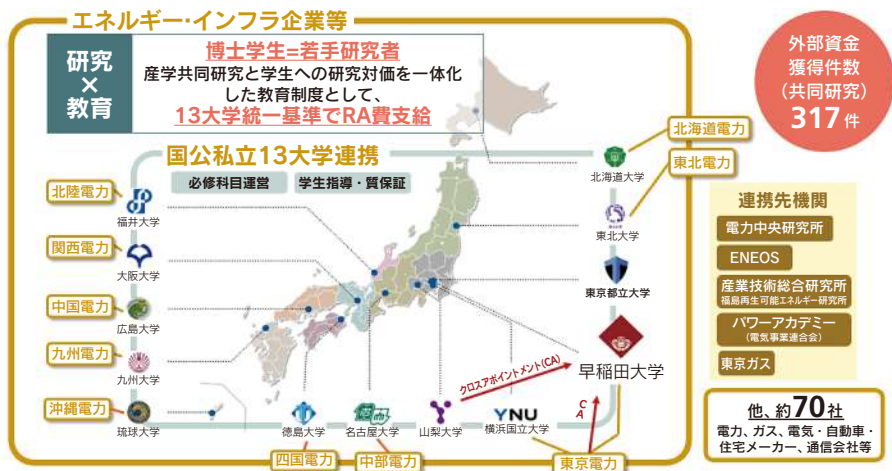 エネルギー・インフラ企業等
研究
×
教育
博士学生=若手研究者
産学共同研究と学生への研究対価を一体化
した教育制度として、
13大学統一基準でRA費支給
外部資金
獲得件数
(共同研究)
317件
国公私立13大学連携
必修科目運営
学生指導・質保証
北海道電力
東北電力
北海道大学
東北大学
東京都立大学
早稲田大学
北陸電力
福井大学
関西電力
大阪大学
中国電力
広島大学
九州電力
九州大学
沖縄電力
琉球大学
クロスアポイントメント(CA)
CA
徳島大学
名古屋大学
山梨大学
YNU
横浜国立大学
四国電力
中部電力
東京電力
連携先機関
電力中央研究所
ENEOS
産業技術総合研究所
福島再生可能エネルギー研究所
パワーアカデミー
(電気事業連合会)
東京ガス
他、約70社
電力、ガス、電気・自動車・
住宅メーカー、通信会社等